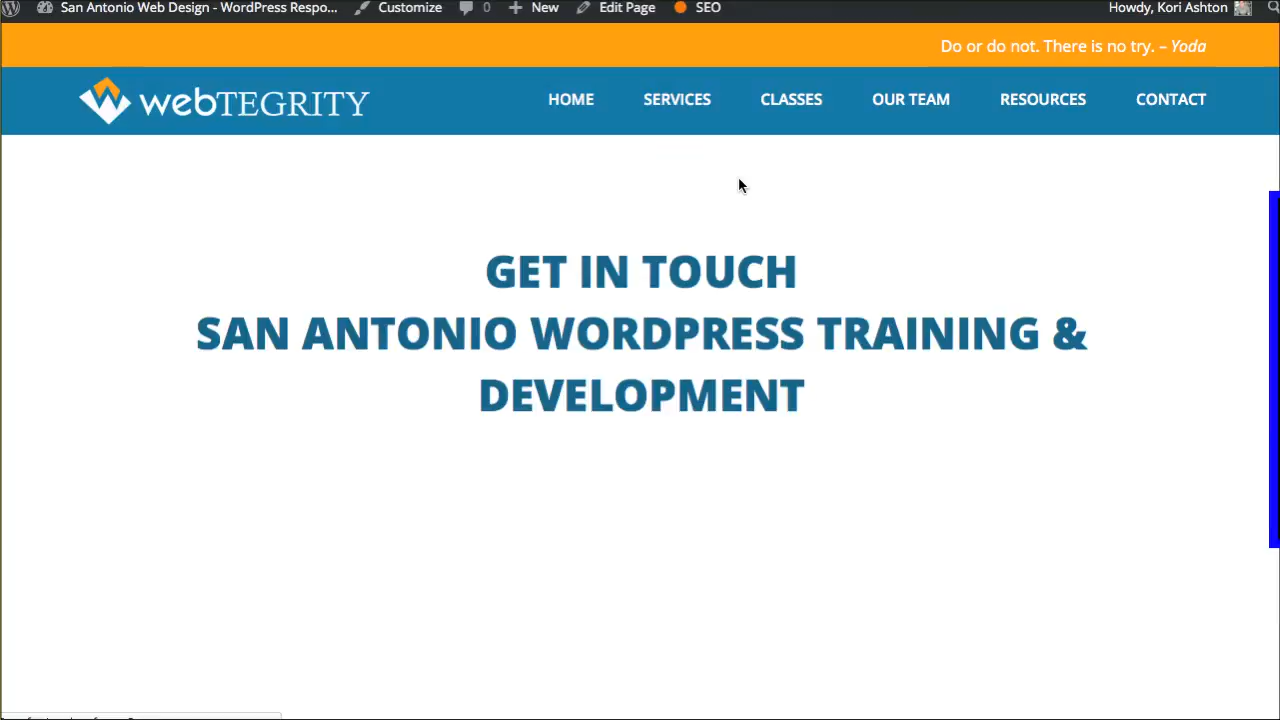 San Antonio Web Design - WordPress Respo... Customize 0 New Edit Page SEO Howdy, Kori Ashton
Do or do not. There is no try. – Yoda
webTEGRITY HOME SERVICES CLASSES OUR TEAM RESOURCES CONTACT
GET IN TOUCH
SAN ANTONIO WORDPRESS TRAINING &
DEVELOPMENT